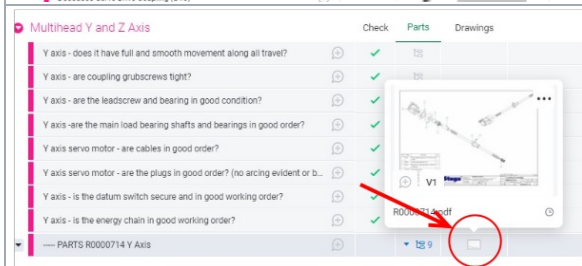 Multihead Y and Z Axis
Check Parts Drawings
Y axis - does it have full and smooth movement along all travel?
Y axis - are coupling grubscrews tight?
Y axis - are the leadscrew and bearing in good condition?
Y axis -are the main load bearing shafts and bearings in good order?
Y axis servo motor - are cables in good order?
Y axis servo motor - are the plugs in good order? (no arcing evident or b...
V1
Y axis - is the datum switch secure and in good working order?
R0000714.pdf
Y axis - is the energy chain in good working order?
---- PARTS R0000714 Y Axis
9